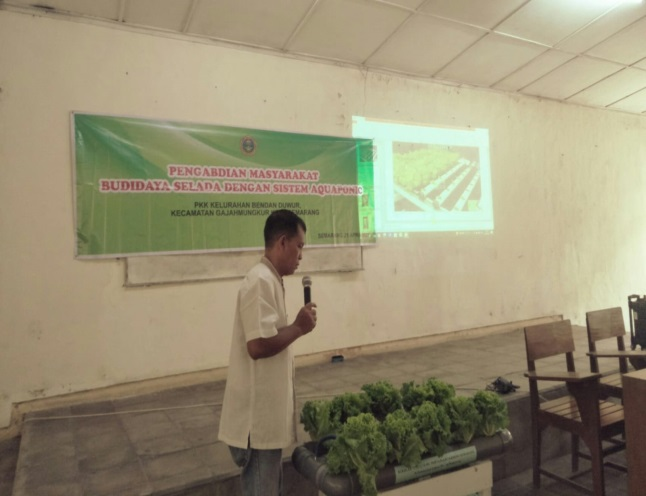 PENGABDIAN MASYARAKAT
BUDIDAYA SELADA DENGAN SISTEM AQUAPONIK
PKK KELURAHAN BENDAN DUWUR,
KECAMATAN GAJAHMUNGKUR